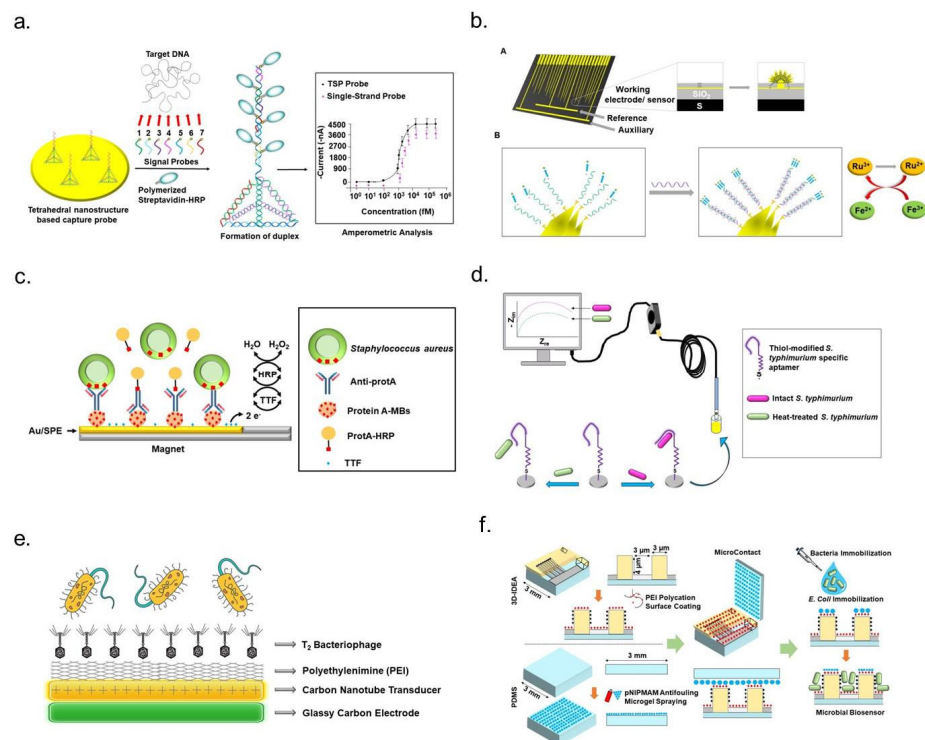 a.
Target DNA
1 2 3 4 5 6 7
Signal Probes
Polymerized
Streptavidin-HRP
Tetrahedral nanostructure
based capture probe
Formation of duplex
TSP Probe
Single-Strand Probe
-Current (-nA)
4500
3600
2700
1800
900
0
10⁻¹ 10⁰ 10¹ 10² 10³ 10⁴ 10⁵ 10⁶
Concentration (fM)
Amperometric Analysis
b.
A
Working
electrode/ sensor
Reference
Auxiliary
SiO₂
S
B
Ru³⁺
Ru²⁺
Fe²⁺
Fe³⁺
c.
H₂O
H₂O₂
HRP
TTF
2 e⁻
Au/SPE
Magnet
Staphylococcus aureus
Anti-protA
Protein A-MBs
ProtA-HRP
TTF
d.
- Zim
Zre
S
S
S
Thiol-modified S.
typhimurium specific
aptamer
S
Intact S. typhimurium
Heat-treated S. typhimurium
e.
T₂ Bacteriophage
Polyethylenimine (PEI)
Carbon Nanotube Transducer
Glassy Carbon Electrode
f.
3D-IDEA
3 mm
3 µm
3 µm
4 µm
PEI Polycation
Surface Coating
MicroContact
Bacteria Immobilization
E. Coli Immobilization
PDMS
3 mm
3 mm
pNIPMAM Antifouling
Microgel Spraying
Microbial Biosensor